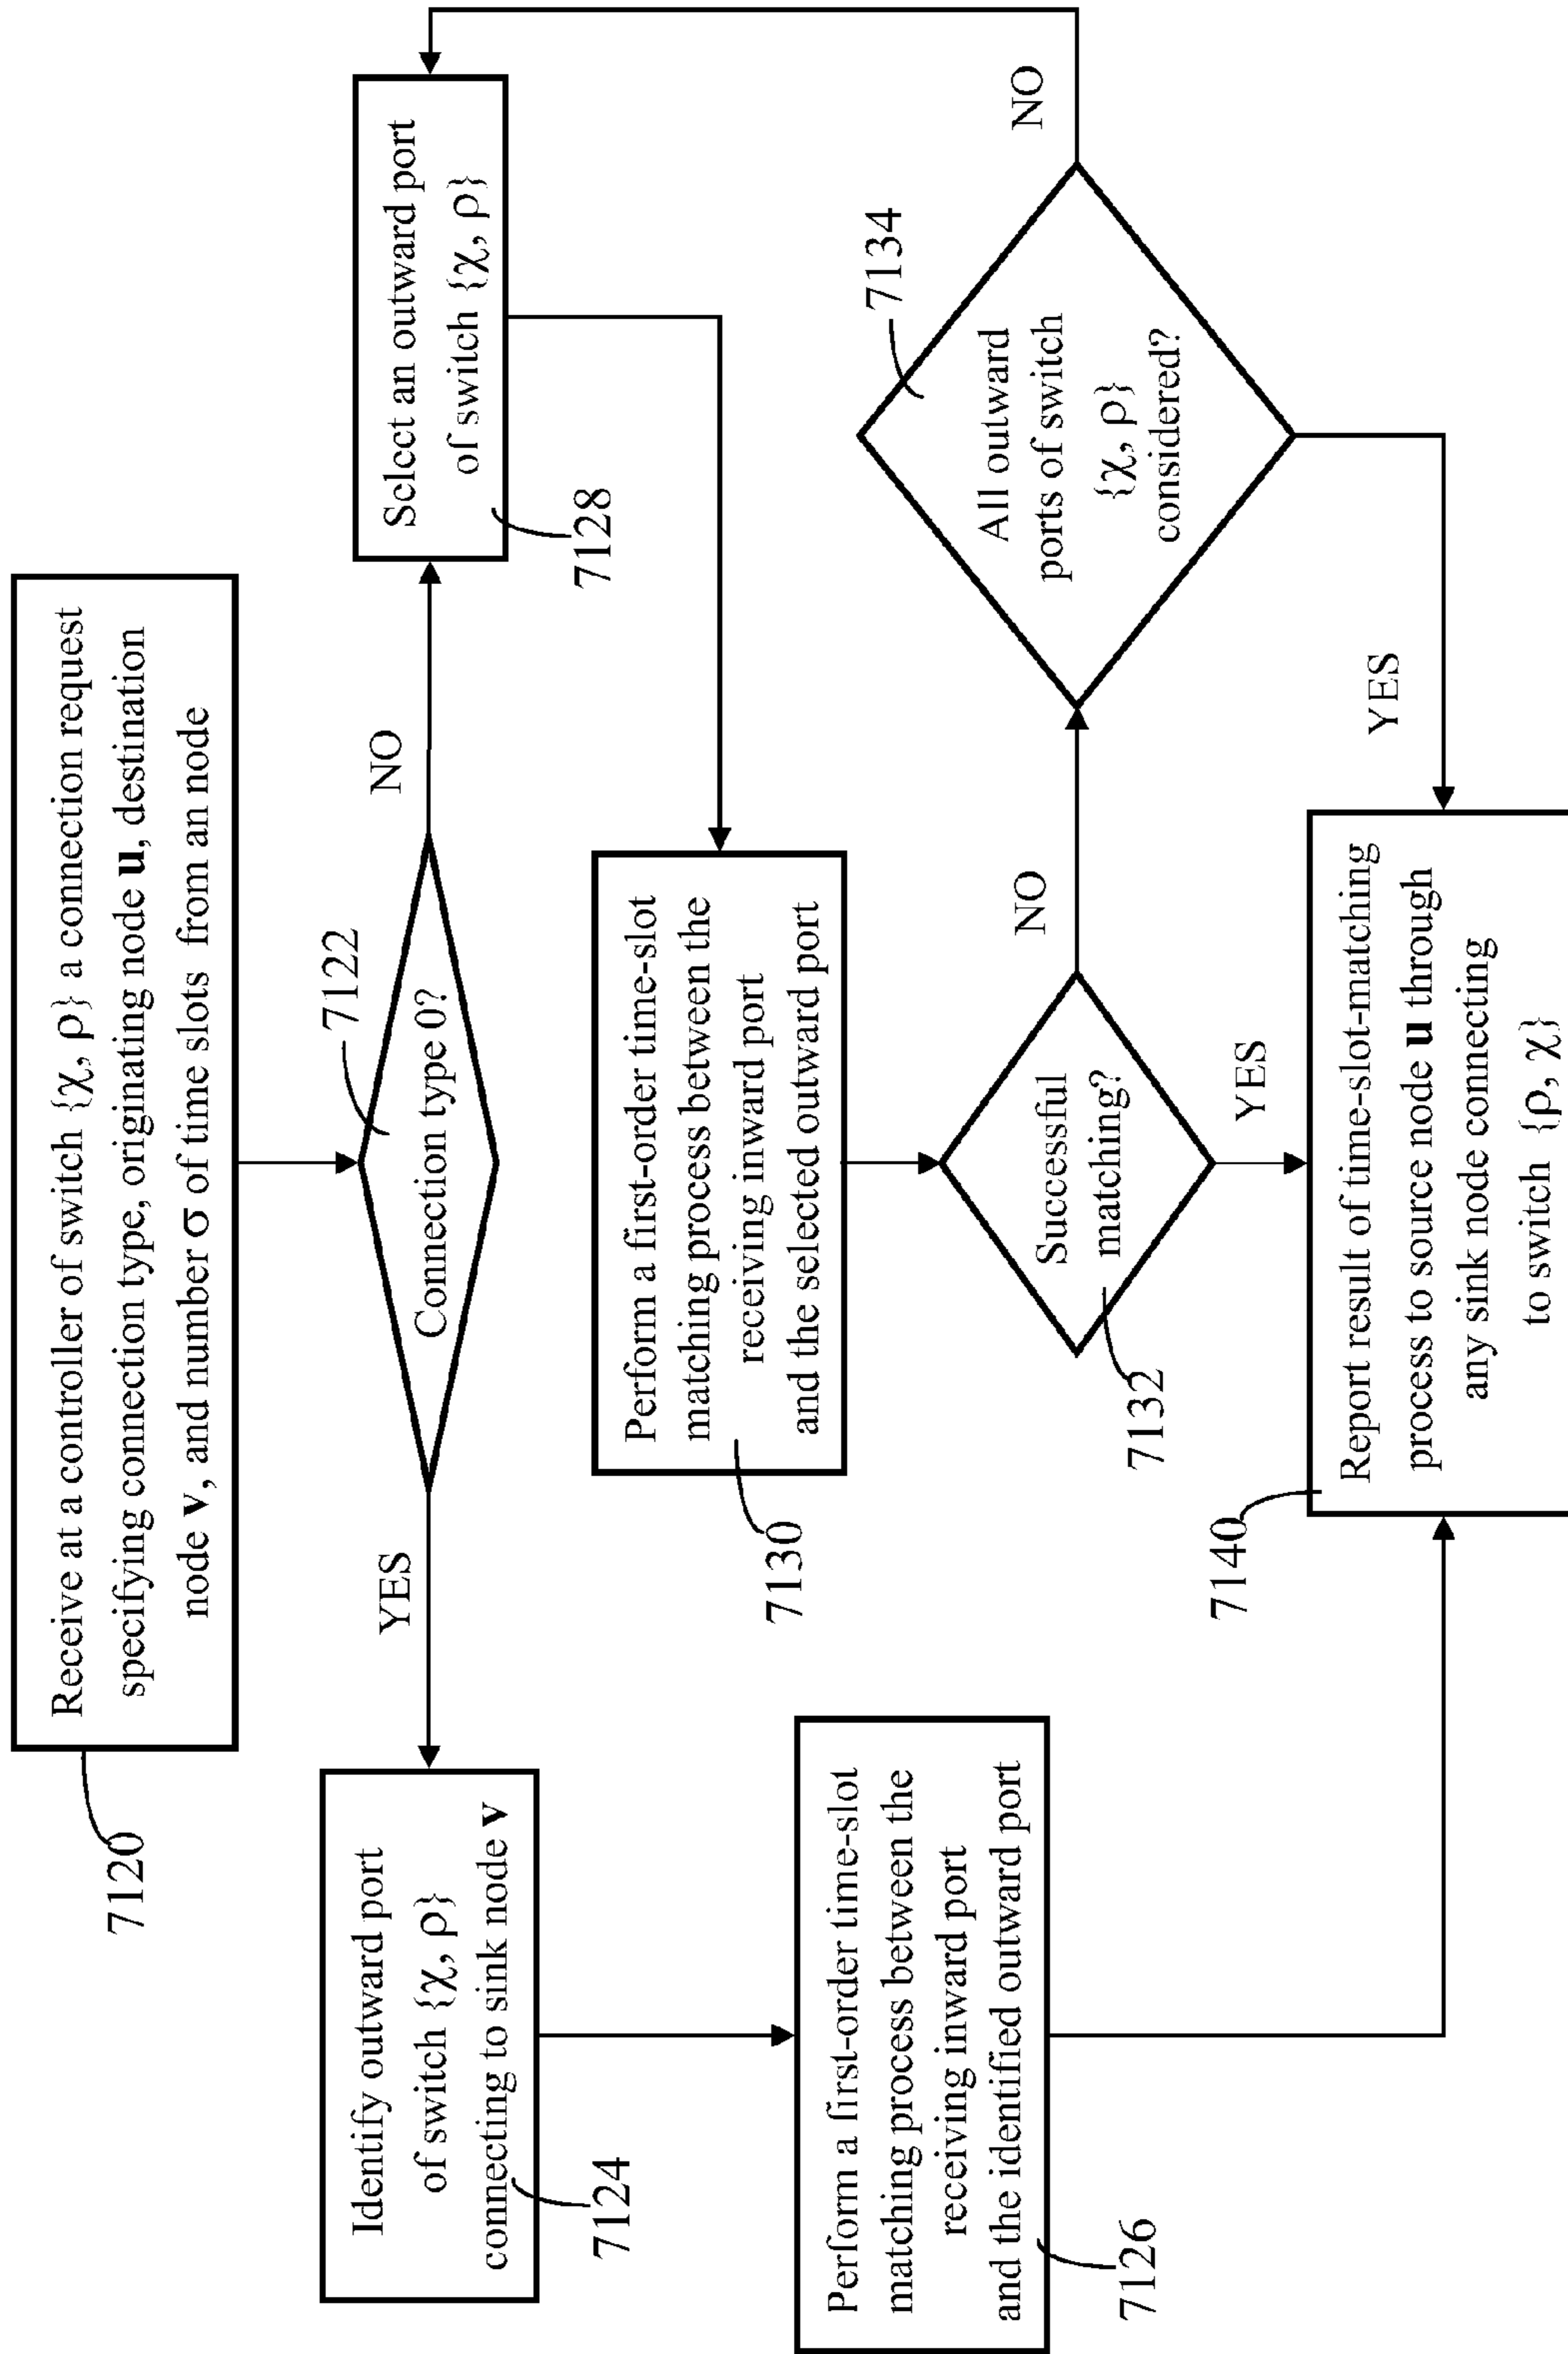 Receive at a controller of switch {χ, ρ} a connection request
specifying connection type, originating node u, destination
node v, and number σ of time slots from an node
7120
Connection type 0?
7122
YES
NO
Identify outward port
of switch {χ, ρ}
connecting to sink node v
7124
Select an outward port
of switch {χ, ρ}
7128
Perform a first-order time-slot
matching process between the
receiving inward port
and the selected outward port
7130
Perform a first-order time-slot
matching process between the
receiving inward port
and the identified outward port
7126
Successful
matching?
7132
NO
YES
All outward
ports of switch
{χ, ρ}
considered?
7134
NO
YES
Report result of time-slot-matching
process to source node u through
any sink node connecting
to switch {ρ, χ}
7140